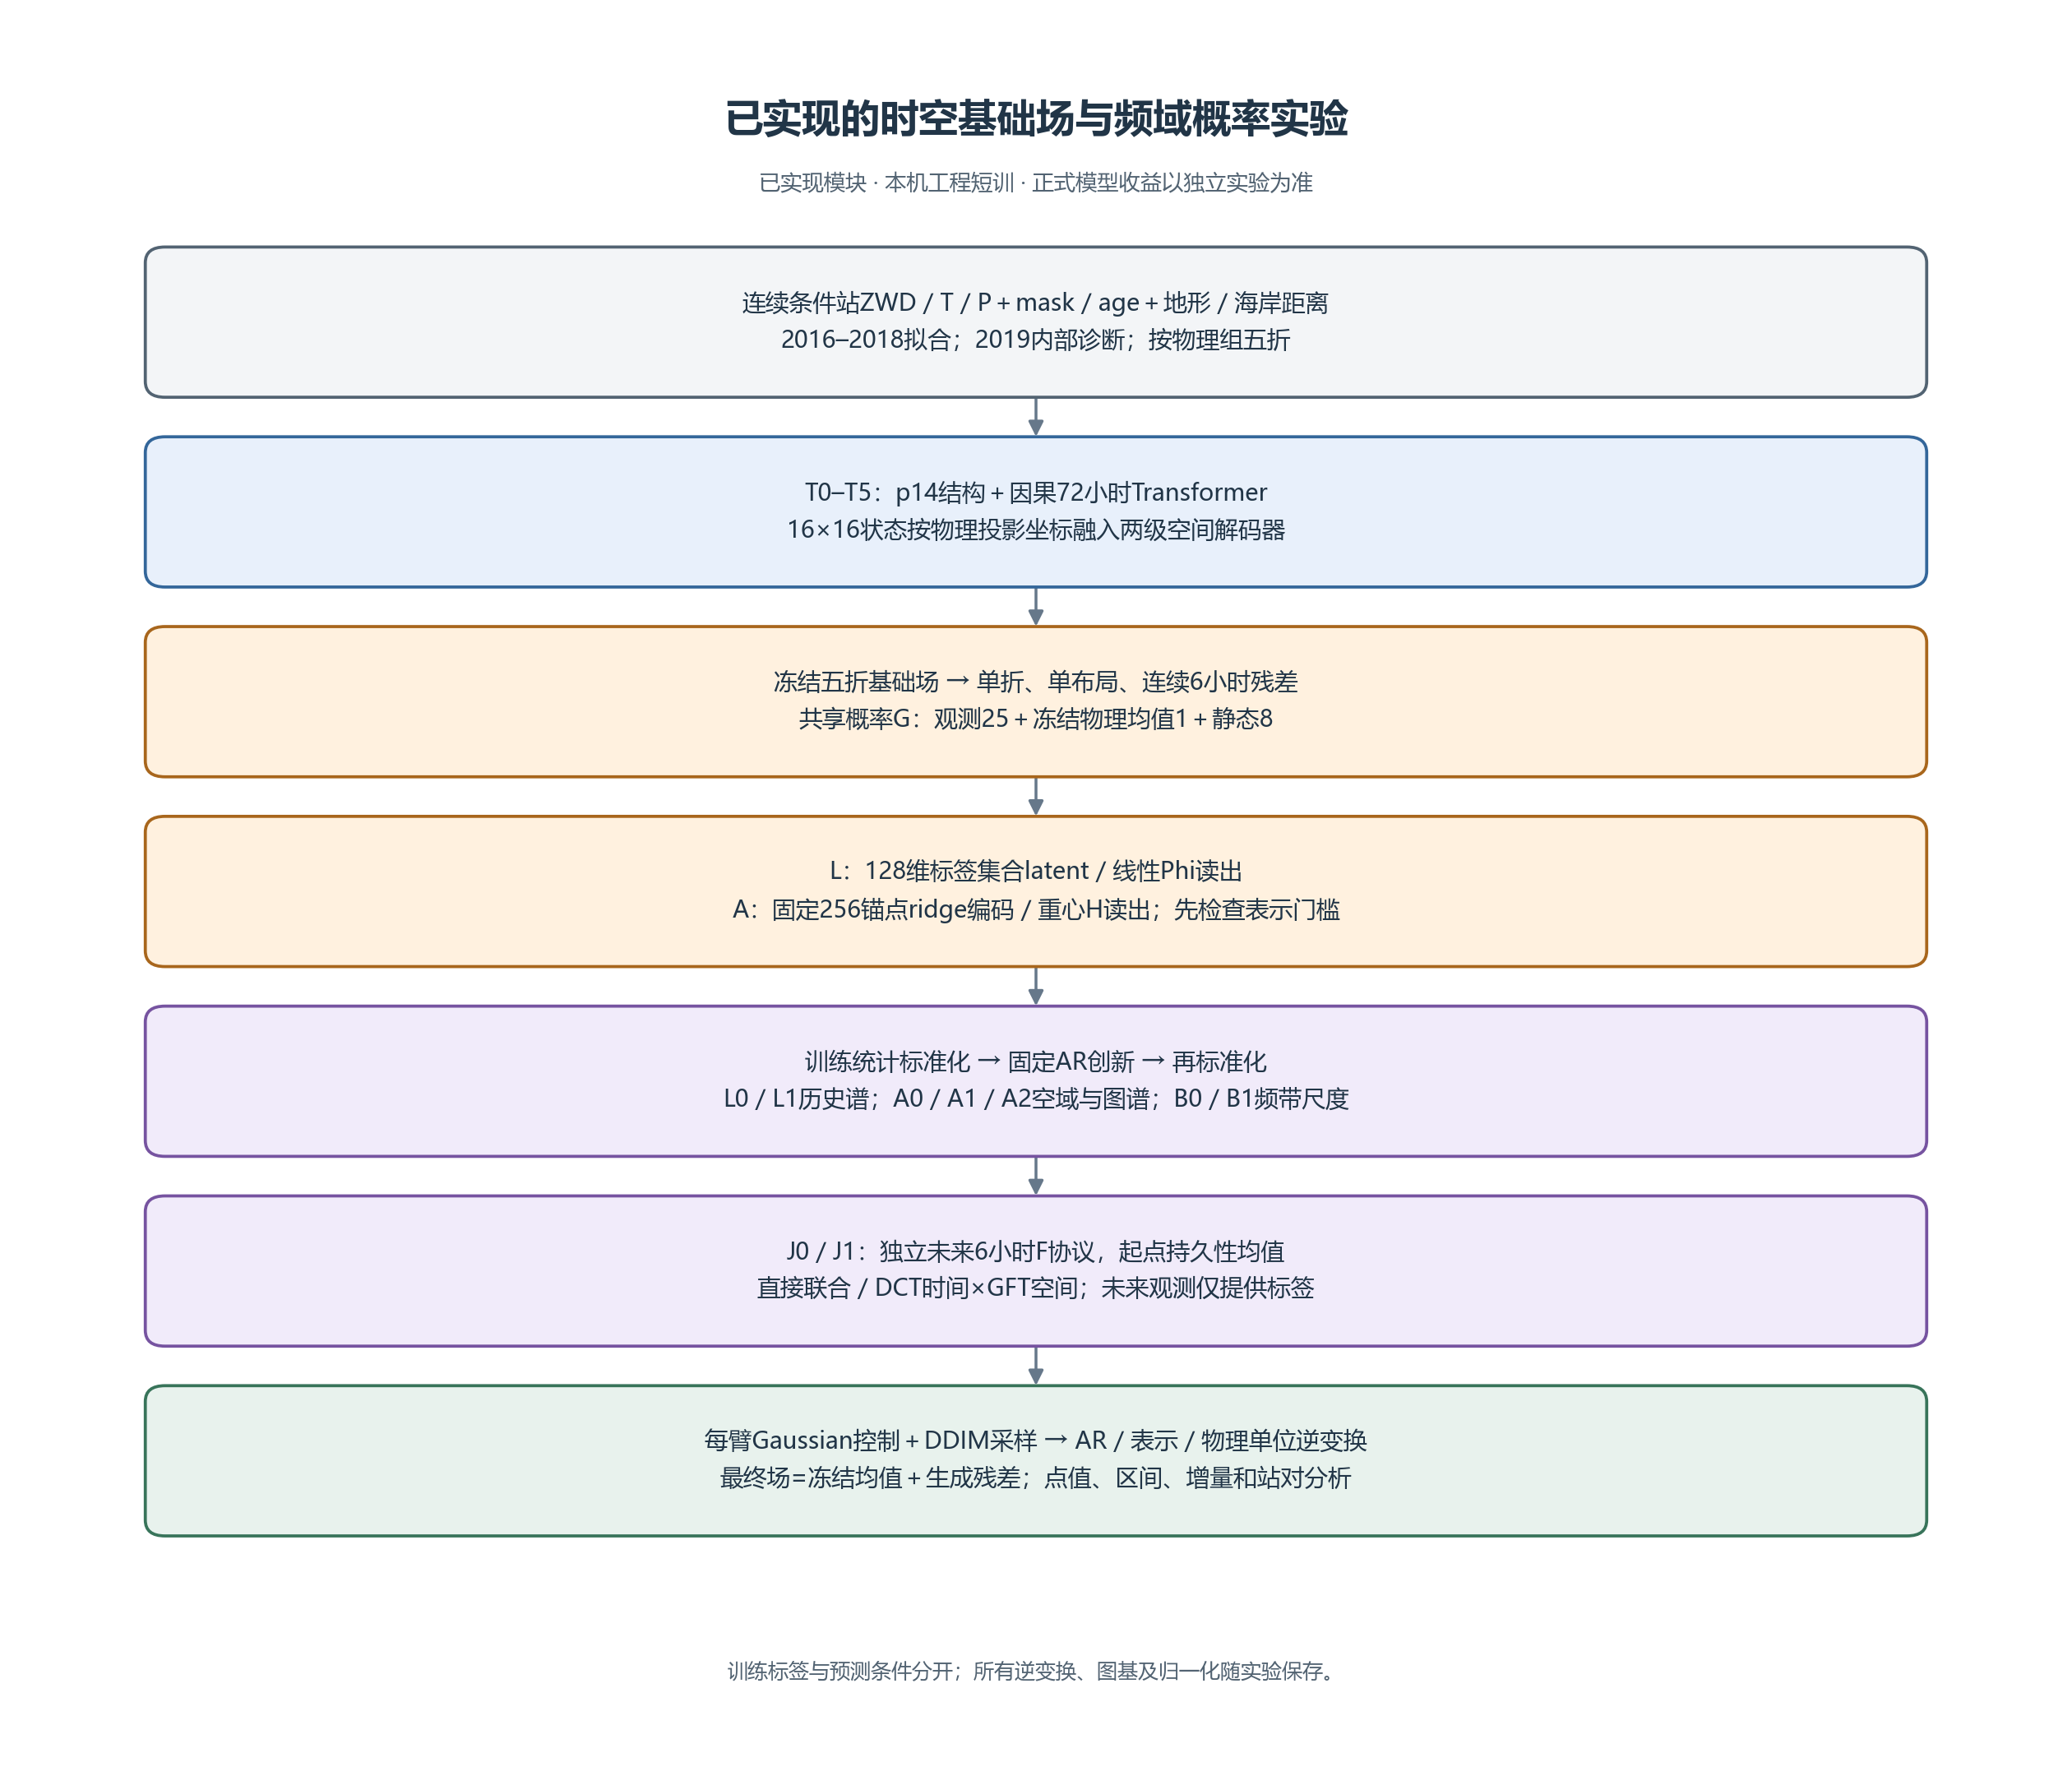 已实现的时空基础场与频域概率实验
已实现模块 · 本机工程短训 · 正式模型收益以独立实验为准
连续条件站ZWD / T / P + mask / age + 地形 / 海岸距离
2016–2018拟合；2019内部诊断；按物理组五折
T0–T5：p14结构 + 因果72小时Transformer
16×16状态按物理投影坐标融入两级空间解码器
冻结五折基础场 → 单折、单布局、连续6小时残差
共享概率G：观测25 + 冻结物理均值1 + 静态8
L：128维标签集合latent / 线性Phi读出
A：固定256锚点ridge编码 / 重心H读出；先检查表示门槛
训练统计标准化 → 固定AR创新 → 再标准化
L0 / L1历史谱；A0 / A1 / A2空域与图谱；B0 / B1频带尺度
J0 / J1：独立未来6小时F协议，起点持久性均值
直接联合 / DCT时间×GFT空间；未来观测仅提供标签
每臂Gaussian控制 + DDIM采样 → AR / 表示 / 物理单位逆变换
最终场=冻结均值 + 生成残差；点值、区间、增量和站对分析
训练标签与预测条件分开；所有逆变换、图基及归一化随实验保存。